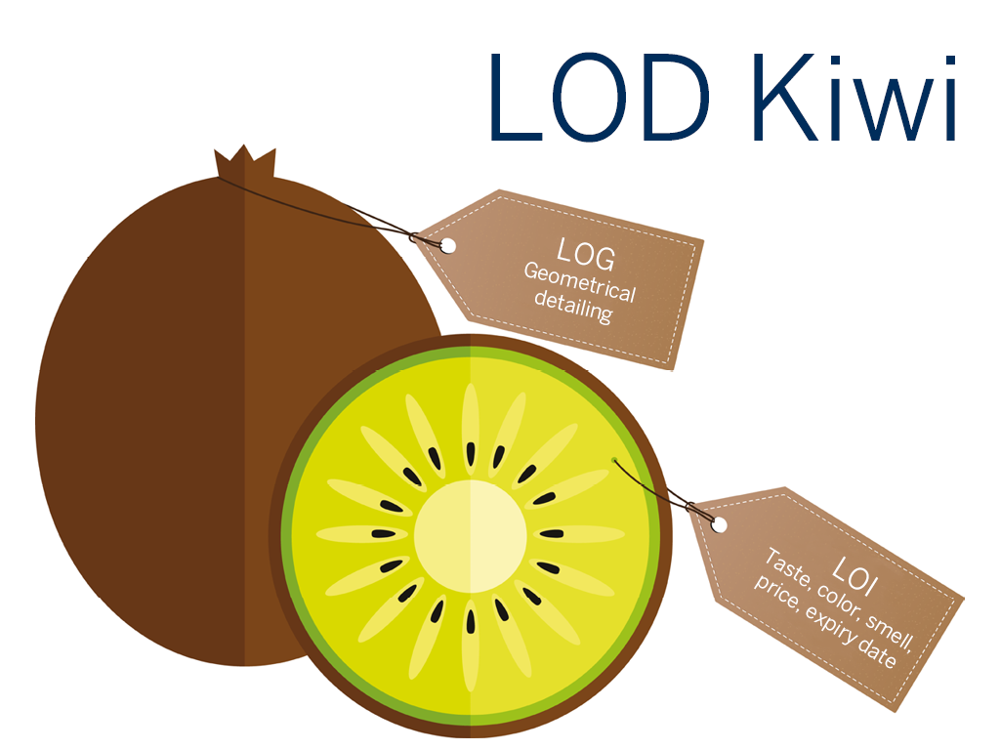 LOD Kiwi
LOG
Geometrical
detailing
LOI
Taste, color, smell,
price, expiry date